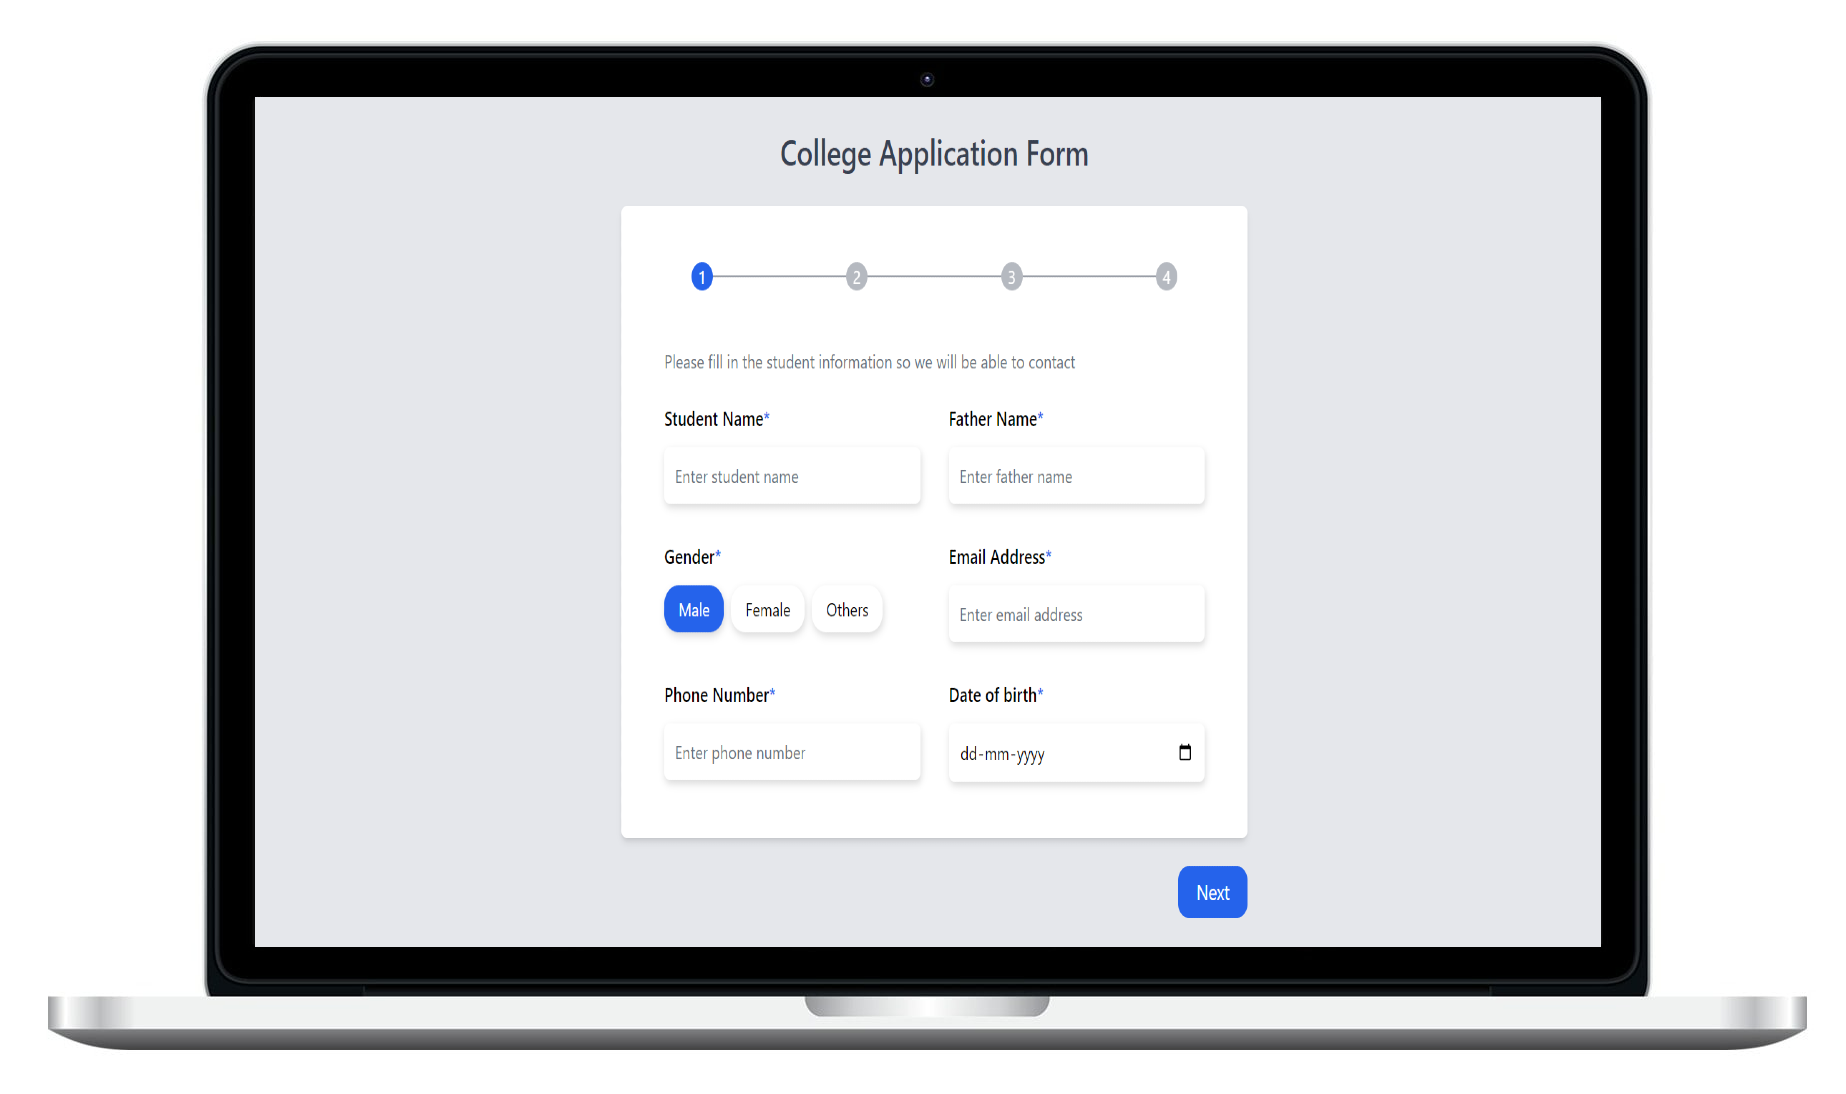 College Application Form
1 2 3 4
Please fill in the student information so we will be able to contact
Student Name* Father Name*
Enter student name Enter father name
Gender* Email Address*
Male Female Others Enter email address
Phone Number* Date of birth*
Enter phone number dd-mm-yyyy
Next